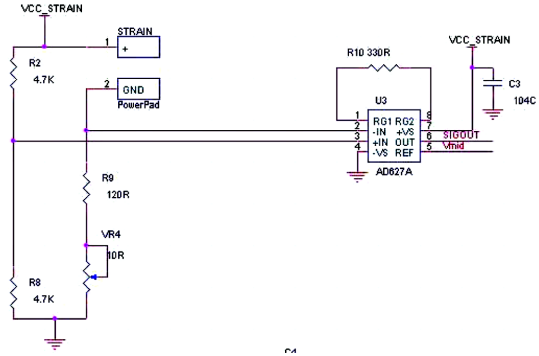 VCC_STRAIN
STRAIN
1 +
R2
4.7K
2 GND
PowerPad
R10 330R
VCC_STRAIN
C3
104C
U3
1 RG1 RG2 8
2 -IN +VS 7
3 +IN OUT 6 SIGOUT
4 -VS REF 5 Vmid
AD627A
R9
120R
VR4
10R
R8
4.7K
C4